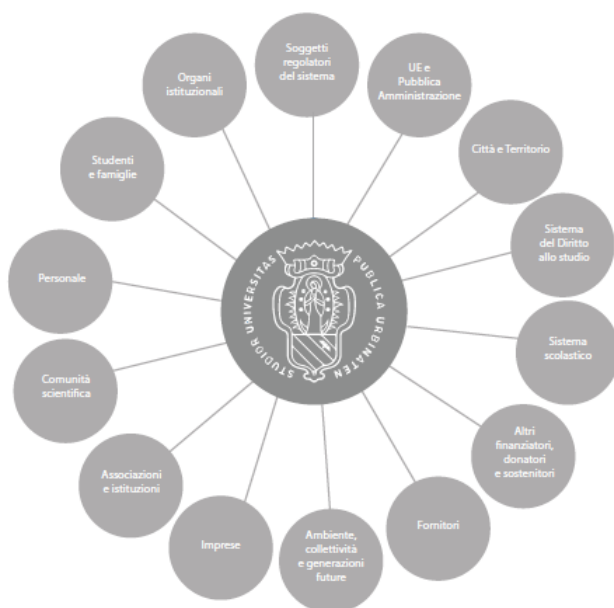 Soggetti
regolatori
del sistema
UE e
Pubblica
Amministrazione
Città e Territorio
Sistema
del Diritto
allo studio
Sistema
scolastico
Altri
finanziatori,
donatori
e sostenitori
Fornitori
Ambiente,
collettività
e generazioni
future
Imprese
Associazioni
e istituzioni
Comunità
scientifica
Personale
Studenti
e famiglie
Organi
istituzionali
STUDIOR UNIVERSITAS
PUBLICA URBINATEN